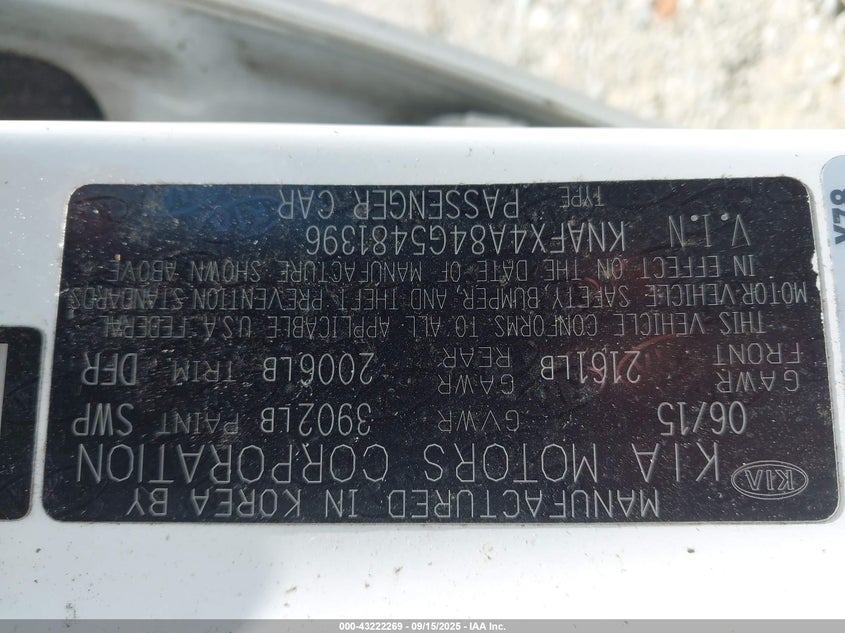 MANUFACTURED IN KOREA BY
KIA KIA MOTORS CORPORATION
06/15 GVWR 3902LB PAINT SWP
GAWR FRONT 2161LB GAWR REAR 2006LB TRIM DFR
THIS VEHICLE CONFORMS TO ALL APPLICABLE U.S.A. FEDERAL
MOTOR VEHICLE SAFETY, BUMPER, AND THEFT PREVENTION STANDARDS
IN EFFECT ON THE DATE OF MANUFACTURE SHOWN ABOVE
V.I.N KNAFX4A84G5481396
TYPE PASSENGER CAR
000-43222269 - 09/15/2025 - IAA Inc.